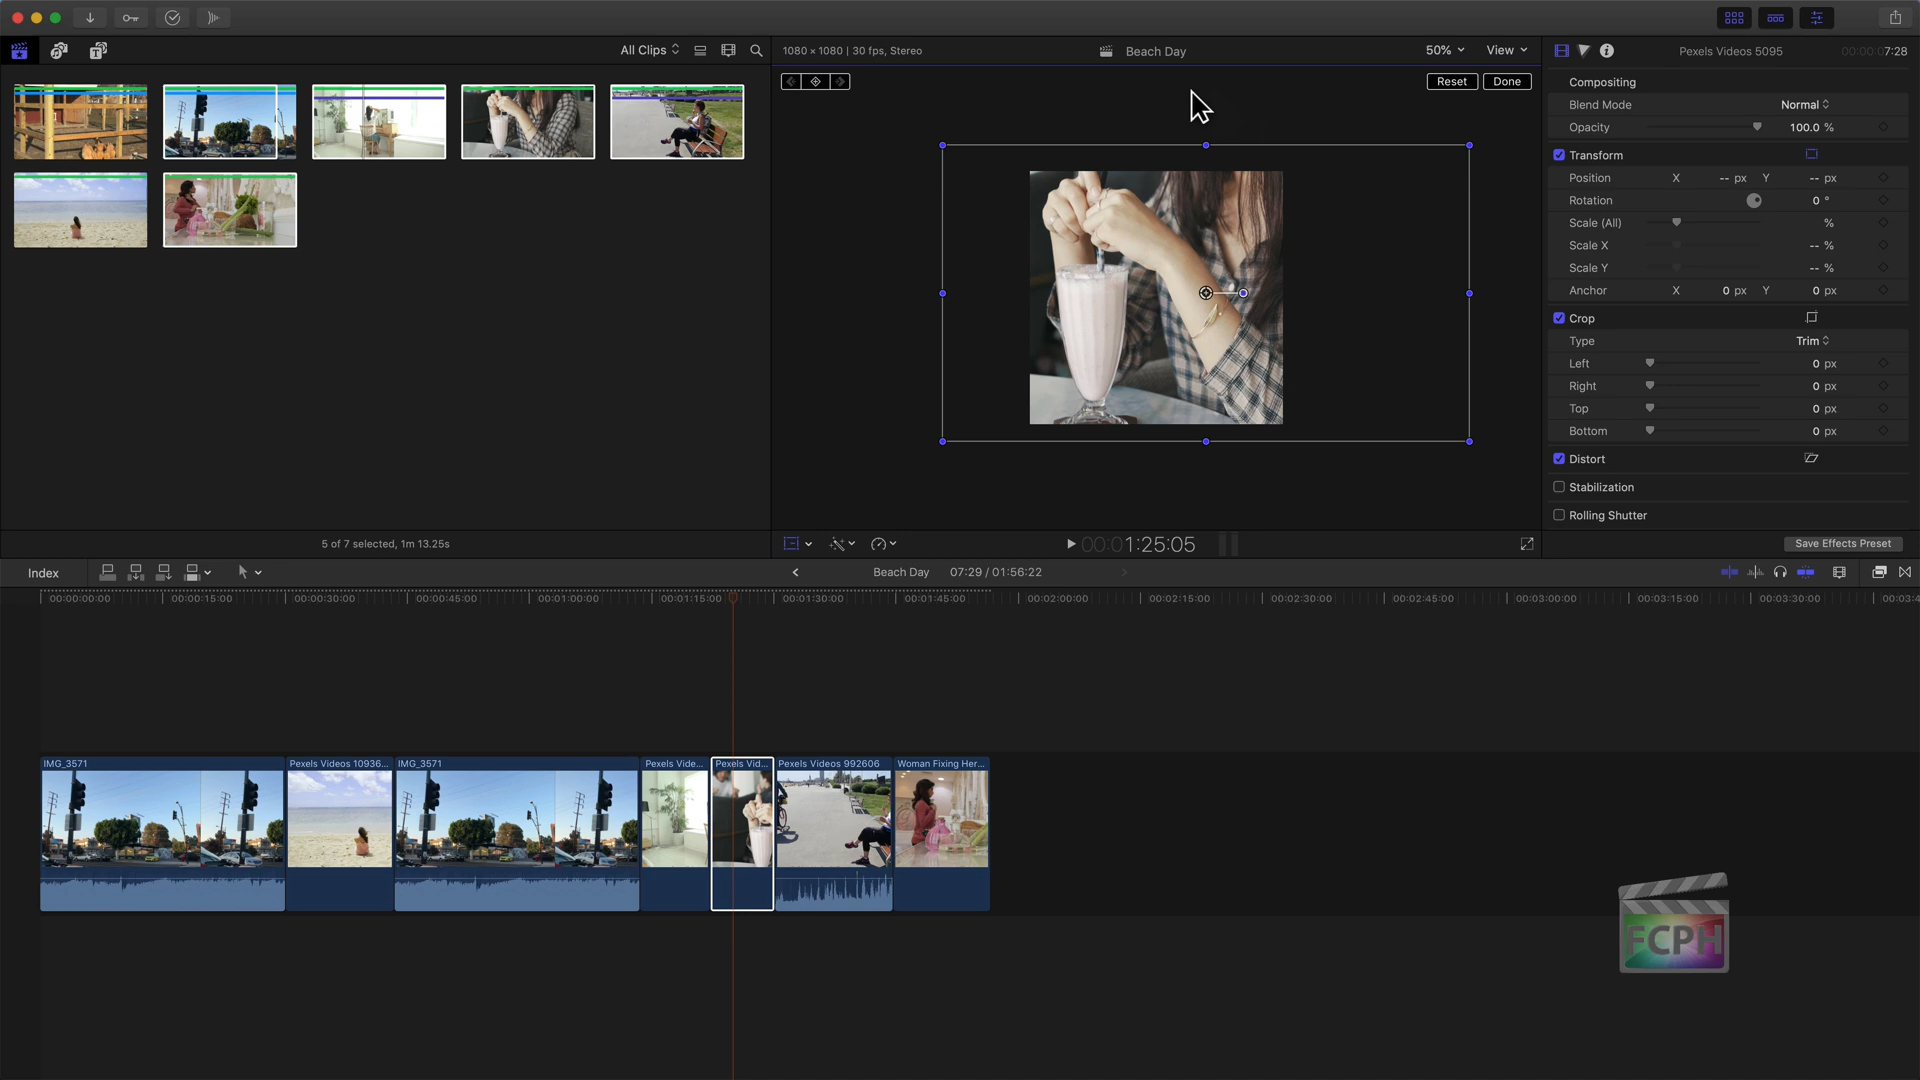 All Clips
1080 × 1080 | 30 fps, Stereo
Beach Day
50%
View
Pexels Videos 5095
00:00:07:28
Reset
Done
Compositing
Blend Mode
Normal
Opacity
100.0 %
Transform
Position
X
-- px
Y
-- px
Rotation
0 °
Scale (All)
%
Scale X
-- %
Scale Y
-- %
Anchor
X
0 px
Y
0 px
Crop
Type
Trim
Left
0 px
Right
0 px
Top
0 px
Bottom
0 px
Distort
Stabilization
Rolling Shutter
5 of 7 selected, 1m 13.25s
00:01:25:05
Save Effects Preset
Index
Beach Day
07:29 / 01:56:22
00:00:00:00
00:00:15:00
00:00:30:00
00:00:45:00
00:01:00:00
00:01:15:00
00:01:30:00
00:01:45:00
00:02:00:00
00:02:15:00
00:02:30:00
00:02:45:00
00:03:00:00
00:03:15:00
00:03:30:00
00:03:4
IMG_3571
Pexels Videos 10936...
IMG_3571
Pexels Vide...
Pexels Vid...
Pexels Videos 992606
Woman Fixing Her...
FCPH